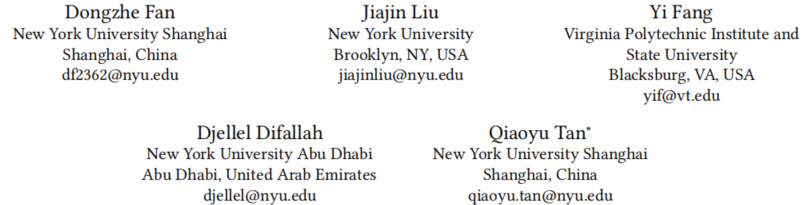 Dongzhe Fan
New York University Shanghai
Shanghai, China
df2362@nyu.edu
Jiajin Liu
New York University
Brooklyn, NY, USA
jiajinliu@nyu.edu
Yi Fang
Virginia Polytechnic Institute and
State University
Blacksburg, VA, USA
yif@vt.edu
Djellel Difallah
New York University Abu Dhabi
Abu Dhabi, United Arab Emirates
djellel@nyu.edu
Qiaoyu Tan*
New York University Shanghai
Shanghai, China
qiaoyu.tan@nyu.edu